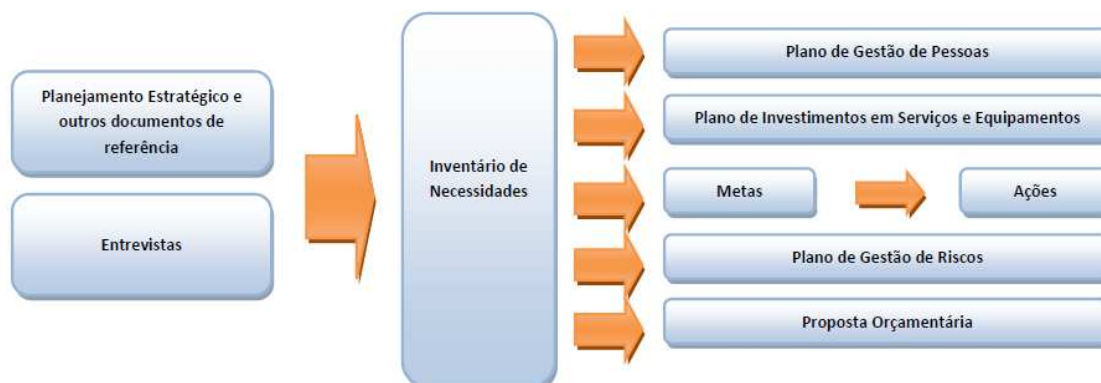 Planejamento Estratégico e
outros documentos de
referência
Entrevistas
Inventário de
Necessidades
Plano de Gestão de Pessoas
Plano de Investimentos em Serviços e Equipamentos
Metas
Ações
Plano de Gestão de Riscos
Proposta Orçamentária